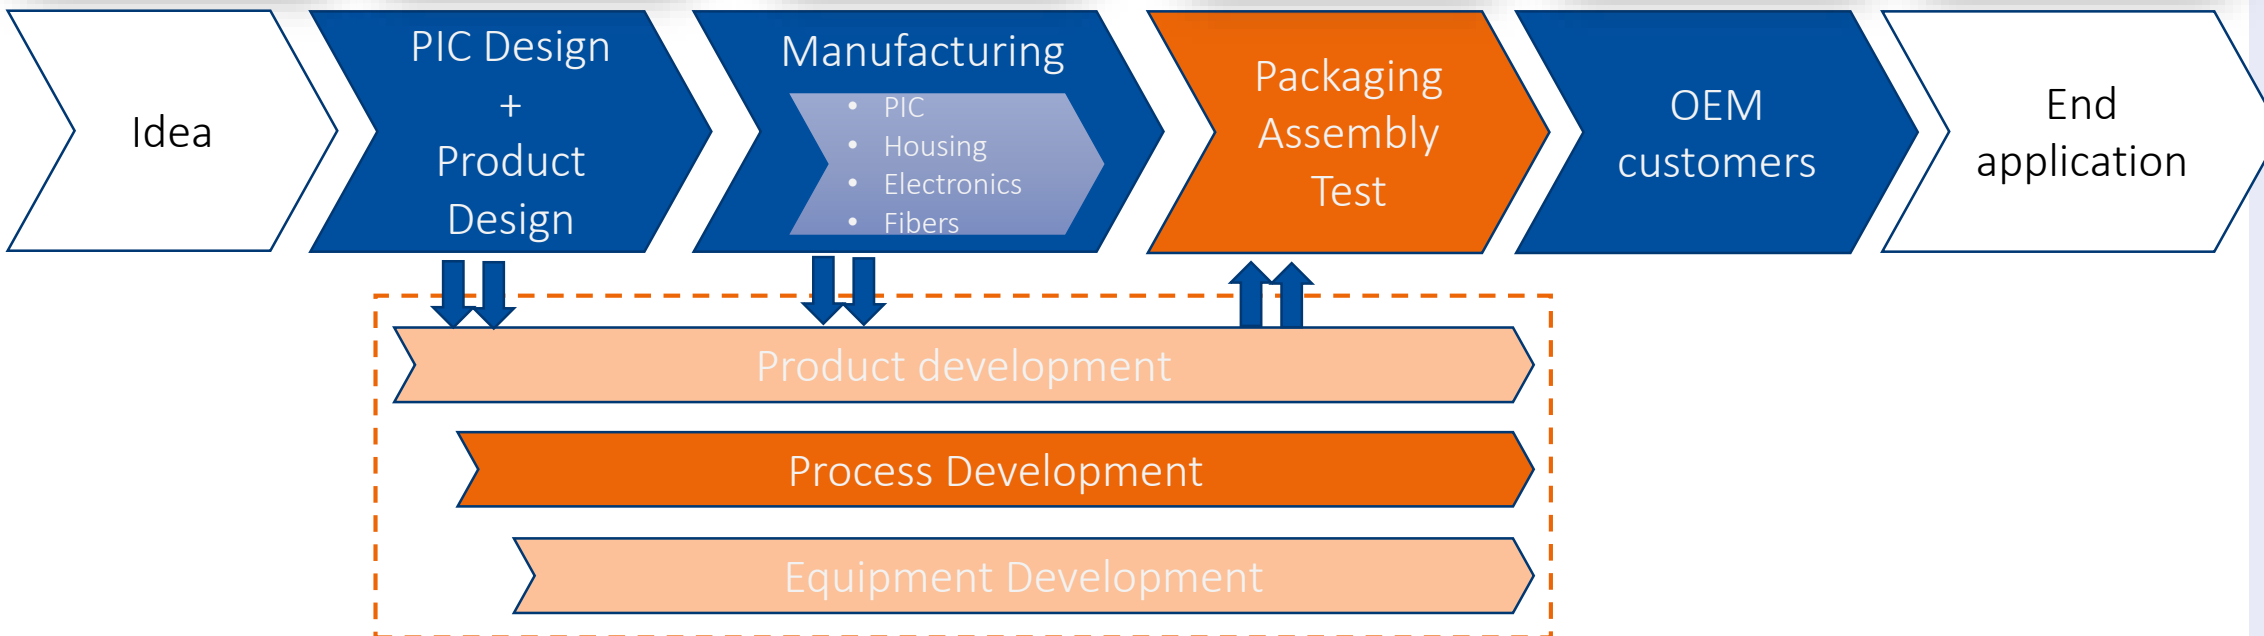 Idea
PIC Design
+
Product
Design
Manufacturing
• PIC
• Housing
• Electronics
• Fibers
Packaging
Assembly
Test
OEM
customers
End
application
Product development
Process Development
Equipment Development